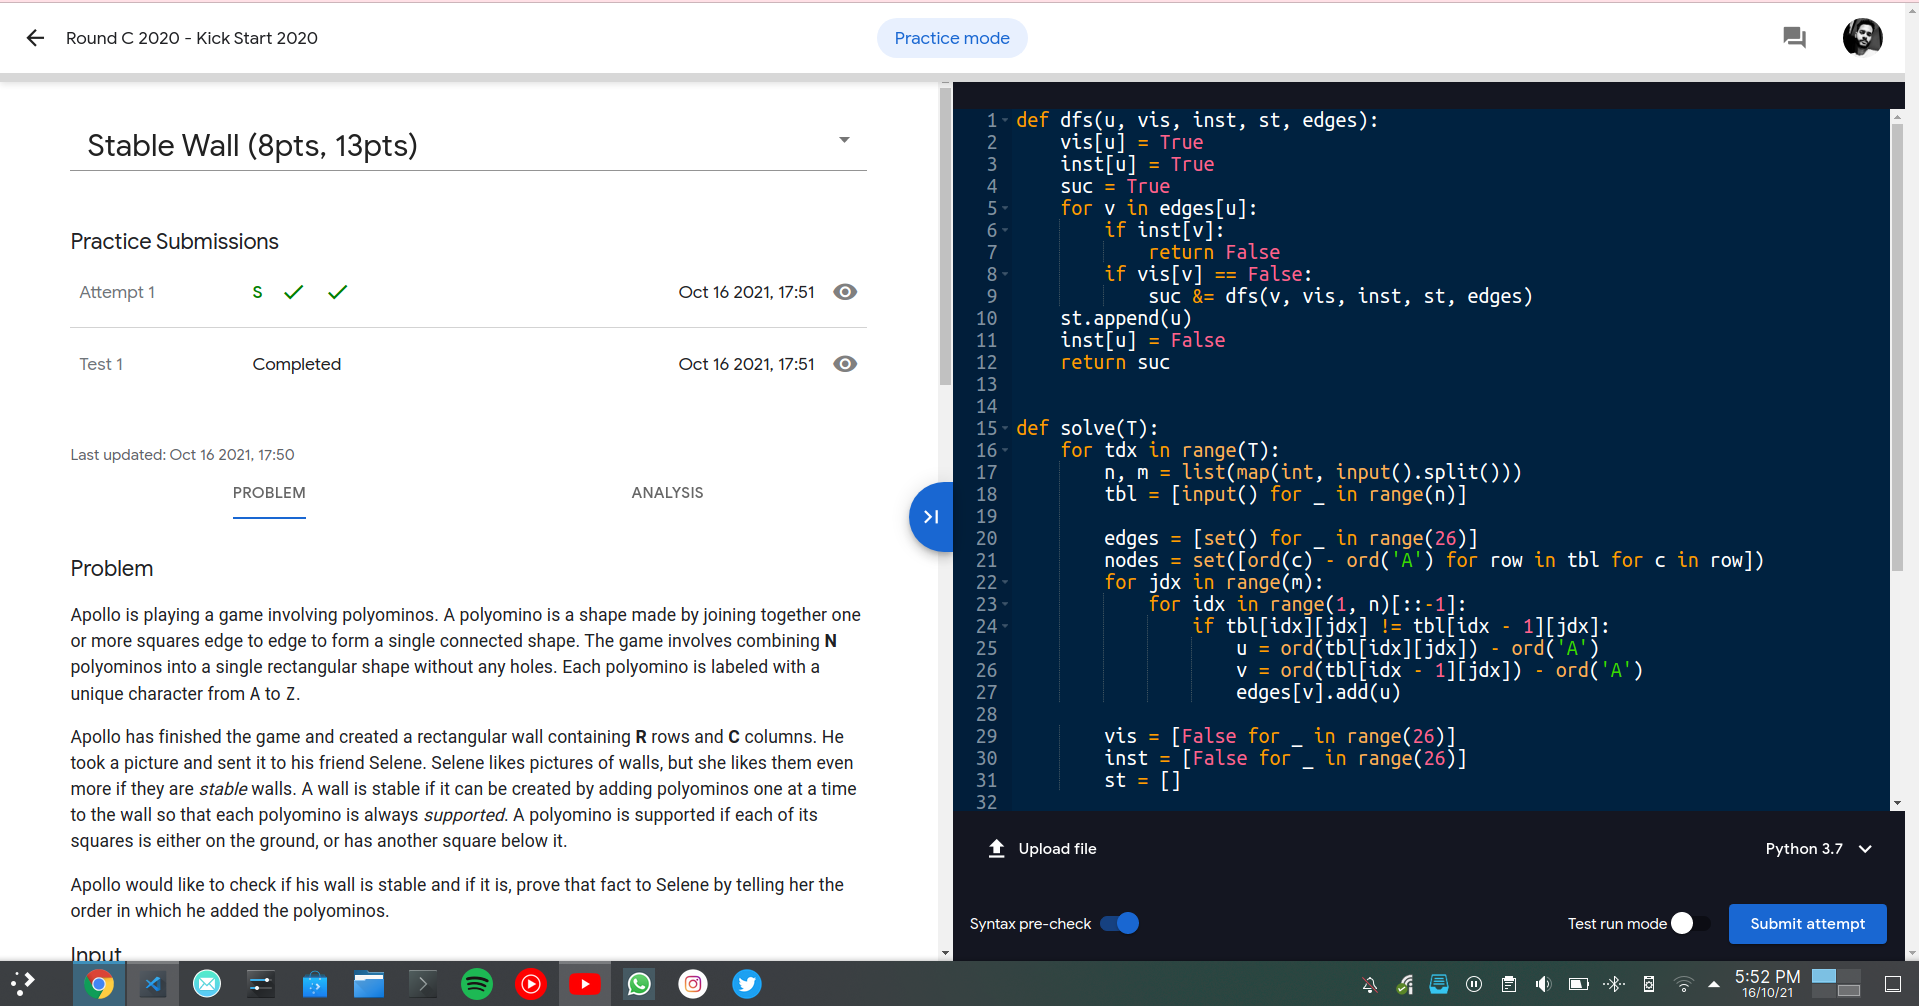 Round C 2020 - Kick Start 2020
Practice mode
Stable Wall (8pts, 13pts)
Practice Submissions
Attempt 1 S Oct 16 2021, 17:51
Test 1 Completed Oct 16 2021, 17:51
Last updated: Oct 16 2021, 17:50
PROBLEM ANALYSIS
Problem
Apollo is playing a game involving polyominos. A polyomino is a shape made by joining together one
or more squares edge to edge to form a single connected shape. The game involves combining N
polyominos into a single rectangular shape without any holes. Each polyomino is labeled with a
unique character from A to Z.
Apollo has finished the game and created a rectangular wall containing R rows and C columns. He
took a picture and sent it to his friend Selene. Selene likes pictures of walls, but she likes them even
more if they are stable walls. A wall is stable if it can be created by adding polyominos one at a time
to the wall so that each polyomino is always supported. A polyomino is supported if each of its
squares is either on the ground, or has another square below it.
Apollo would like to check if his wall is stable and if it is, prove that fact to Selene by telling her the
order in which he added the polyominos.
Input
1 def dfs(u, vis, inst, st, edges):
2     vis[u] = True
3     inst[u] = True
4     suc = True
5     for v in edges[u]:
6         if inst[v]:
7             return False
8         if vis[v] == False:
9             suc &= dfs(v, vis, inst, st, edges)
10     st.append(u)
11     inst[u] = False
12     return suc
13
14
15 def solve(T):
16     for tdx in range(T):
17         n, m = list(map(int, input().split()))
18         tbl = [input() for _ in range(n)]
19
20         edges = [set() for _ in range(26)]
21         nodes = set([ord(c) - ord('A') for row in tbl for c in row])
22         for jdx in range(m):
23             for idx in range(1, n)[::-1]:
24                 if tbl[idx][jdx] != tbl[idx - 1][jdx]:
25                     u = ord(tbl[idx][jdx]) - ord('A')
26                     v = ord(tbl[idx - 1][jdx]) - ord('A')
27                     edges[v].add(u)
28
29         vis = [False for _ in range(26)]
30         inst = [False for _ in range(26)]
31         st = []
32
Upload file
Python 3.7
Syntax pre-check
Test run mode
Submit attempt
5:52 PM
16/10/21